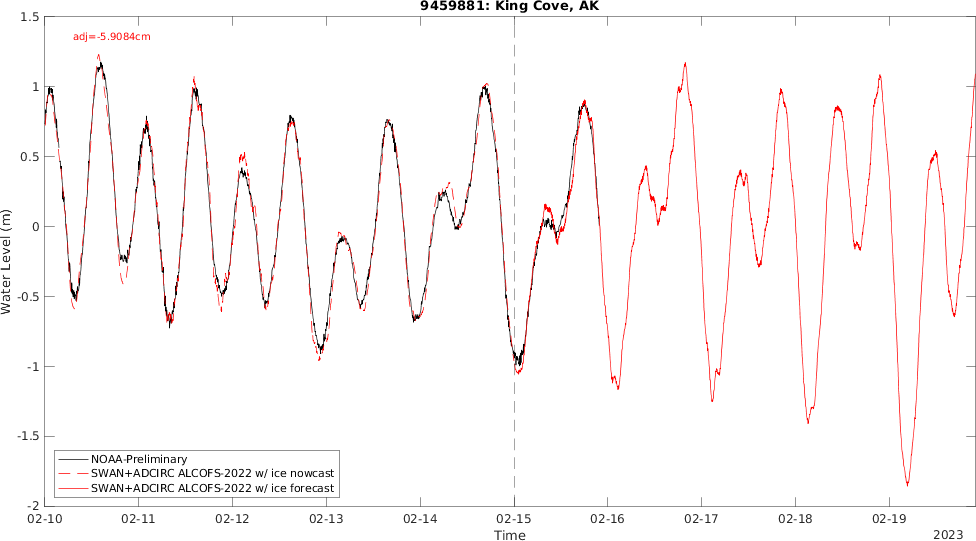 9459881: King Cove, AK
1.5
adj=-5.9084cm
1
0.5
0
-0.5
-1
-1.5
-2
Water Level (m)
NOAA-Preliminary
SWAN+ADCIRC ALCOFS-2022 w/ ice nowcast
SWAN+ADCIRC ALCOFS-2022 w/ ice forecast
02-10 02-11 02-12 02-13 02-14 02-15 02-16 02-17 02-18 02-19
Time
2023